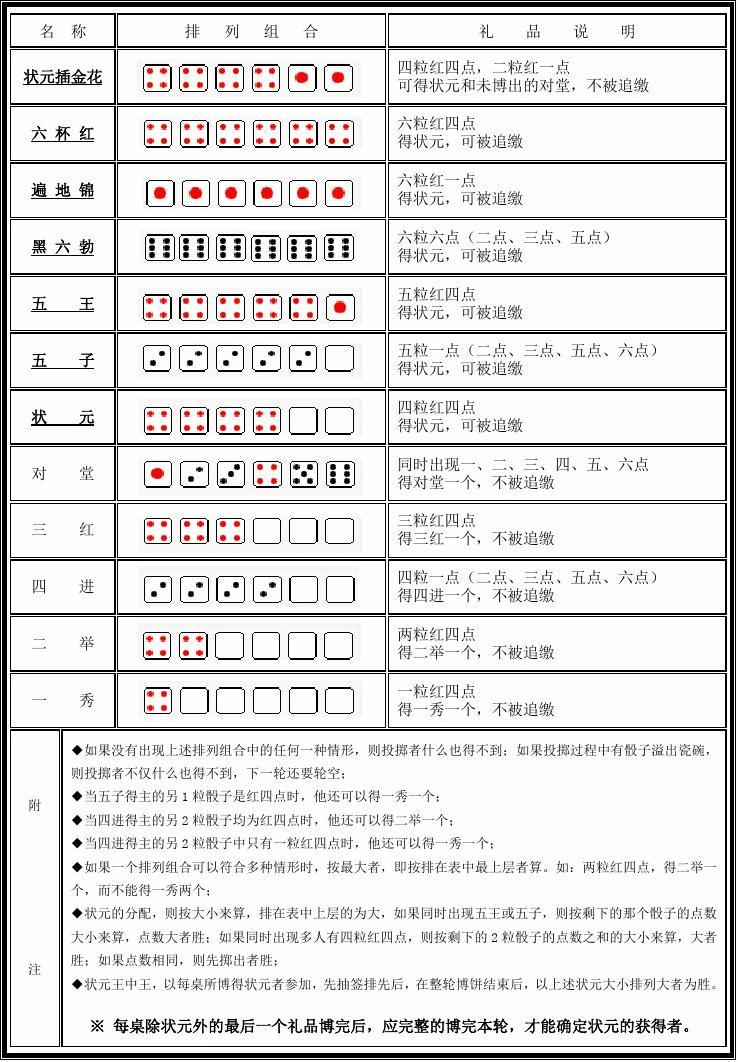 名 称 排 列 组 合 礼 品 说 明
状元插金花
四粒红四点，二粒红一点
可得状元和未博出的对堂，不被追缴
六 杯 红
六粒红四点
得状元，可被追缴
遍 地 锦
六粒红一点
得状元，可被追缴
黑 六 勃
六粒六点（二点、三点、五点）
得状元，可被追缴
五 王
五粒红四点
得状元，可被追缴
五 子
五粒一点（二点、三点、五点、六点）
得状元，可被追缴
状 元
四粒红四点
得状元，可被追缴
对 堂
同时出现一、二、三、四、五、六点
得对堂一个，不被追缴
三 红
三粒红四点
得三红一个，不被追缴
四 进
四粒一点（二点、三点、五点、六点）
得四进一个，不被追缴
二 举
两粒红四点
得二举一个，不被追缴
一 秀
一粒红四点
得一秀一个，不被追缴
附
注
◆如果没有出现上述排列组合中的任何一种情形，则投掷者什么也得不到；如果投掷过程中有骰子溢出瓷碗，
则投掷者不仅什么也得不到，下一轮还要轮空；
◆当五子得主的另1粒骰子是红四点时，他还可以得一秀一个；
◆当四进得主的另2粒骰子均为红四点时，他还可以得二举一个；
◆当四进得主的另2粒骰子中只有一粒红四点时，他还可以得一秀一个；
◆如果一个排列组合可以符合多种情形时，按最大者，即按排在表中最上层者算。如：两粒红四点，得二举一
个，而不能得一秀两个；
◆状元的分配，则按大小来算，排在表中上层的为大，如果同时出现五王或五子，则按剩下的那个骰子的点数
大小来算，点数大者胜；如果同时出现多人有四粒红四点，则按剩下的2粒骰子的点数之和的大小来算，大者
胜；如果点数相同，则先掷出者胜；
◆状元王中王，以每桌所博得状元者参加，先抽签排先后，在整轮博饼结束后，以上述状元大小排列大者为胜。
※ 每桌除状元外的最后一个礼品博完后，应完整的博完本轮，才能确定状元的获得者。